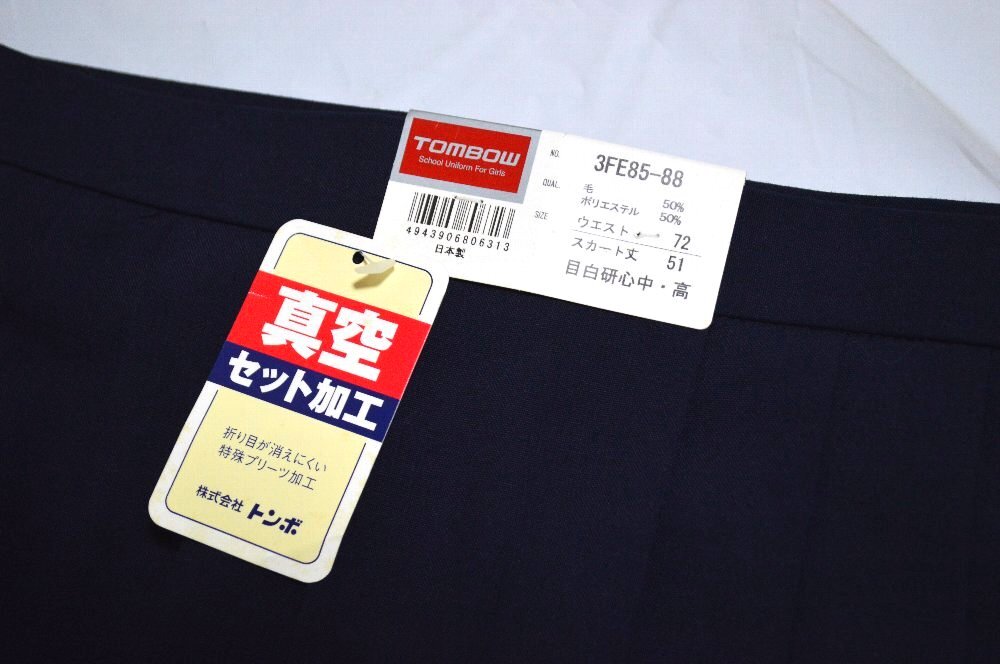 TOMBOW
School Uniform For Girls
4943906806313
日本製
NO. 3FE85-88
QUAL. 毛 50%
ポリエステル 50%
SIZE ウエスト 72
スカート丈 51
目白研心中・高
真空
セット加工
折り目が消えにくい
特殊プリーツ加工
株式会社 トンボ